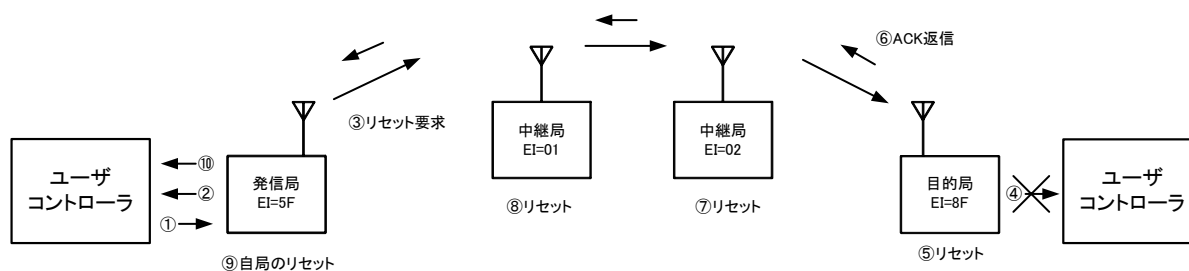 ⑥ACK返信
③リセット要求
中継局
EI=01
中継局
EI=02
ユーザ
コントローラ
⑩
②
①
発信局
EI=5F
目的局
EI=8F
④
ユーザ
コントローラ
⑧リセット
⑦リセット
⑤リセット
⑨自局のリセット